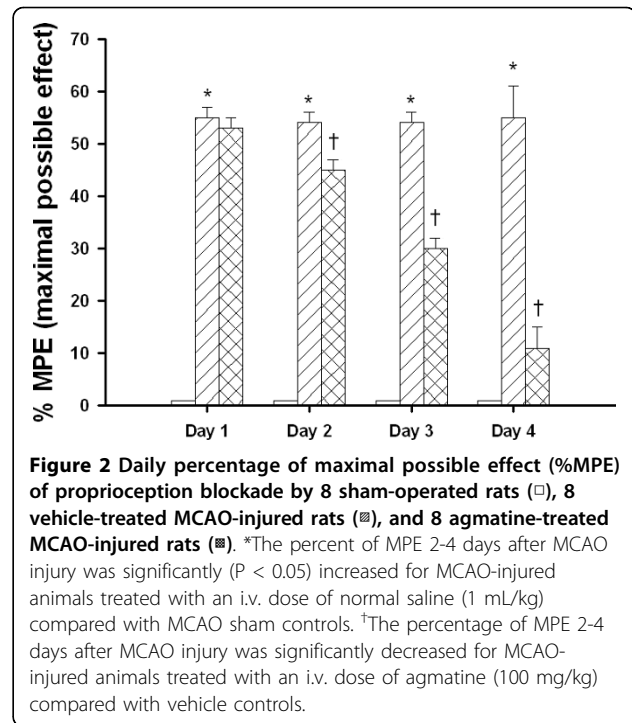 % MPE (maximal possible effect)
70
60
50
40
30
20
10
0
* * * *
† † †
Day 1 Day 2 Day 3 Day 4
Figure 2 Daily percentage of maximal possible effect (%MPE)
of proprioception blockade by 8 sham-operated rats (□), 8
vehicle-treated MCAO-injured rats (▨), and 8 agmatine-treated
MCAO-injured rats (▩). *The percent of MPE 2-4 days after MCAO
injury was significantly (P < 0.05) increased for MCAO-injured
animals treated with an i.v. dose of normal saline (1 mL/kg)
compared with MCAO sham controls. †The percentage of MPE 2-4
days after MCAO injury was significantly decreased for MCAO-
injured animals treated with an i.v. dose of agmatine (100 mg/kg)
compared with vehicle controls.